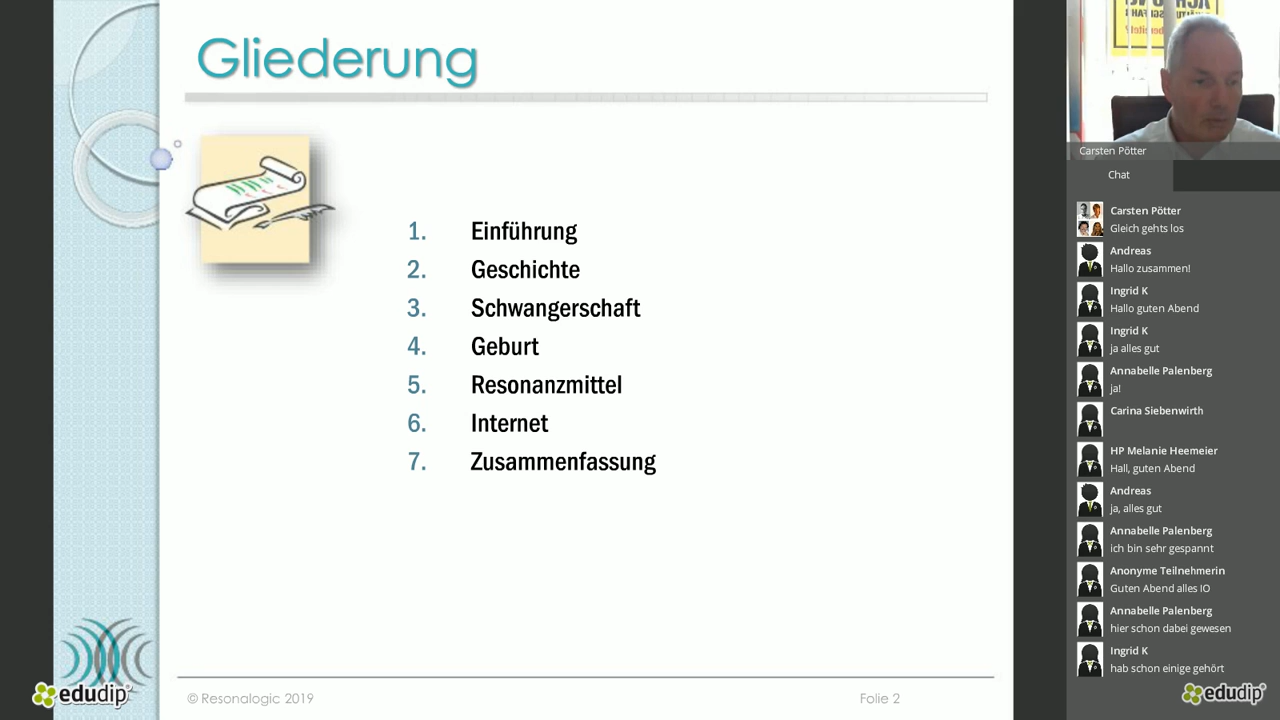 Gliederung
1. Einführung
2. Geschichte
3. Schwangerschaft
4. Geburt
5. Resonanzmittel
6. Internet
7. Zusammenfassung
© Resonalogic 2019
Folie 2
edudip®
Carsten Pötter
Chat
Carsten Pötter
Gleich gehts los
Andreas
Hallo zusammen!
Ingrid K
Hallo guten Abend
Ingrid K
ja alles gut
Annabelle Palenberg
ja!
Carina Siebenwirth
HP Melanie Heemeier
Hall, guten Abend
Andreas
ja, alles gut
Annabelle Palenberg
ich bin sehr gespannt
Anonyme Teilnehmerin
Guten Abend alles IO
Annabelle Palenberg
hier schon dabei gewesen
Ingrid K
hab schon einige gehört
edudip®